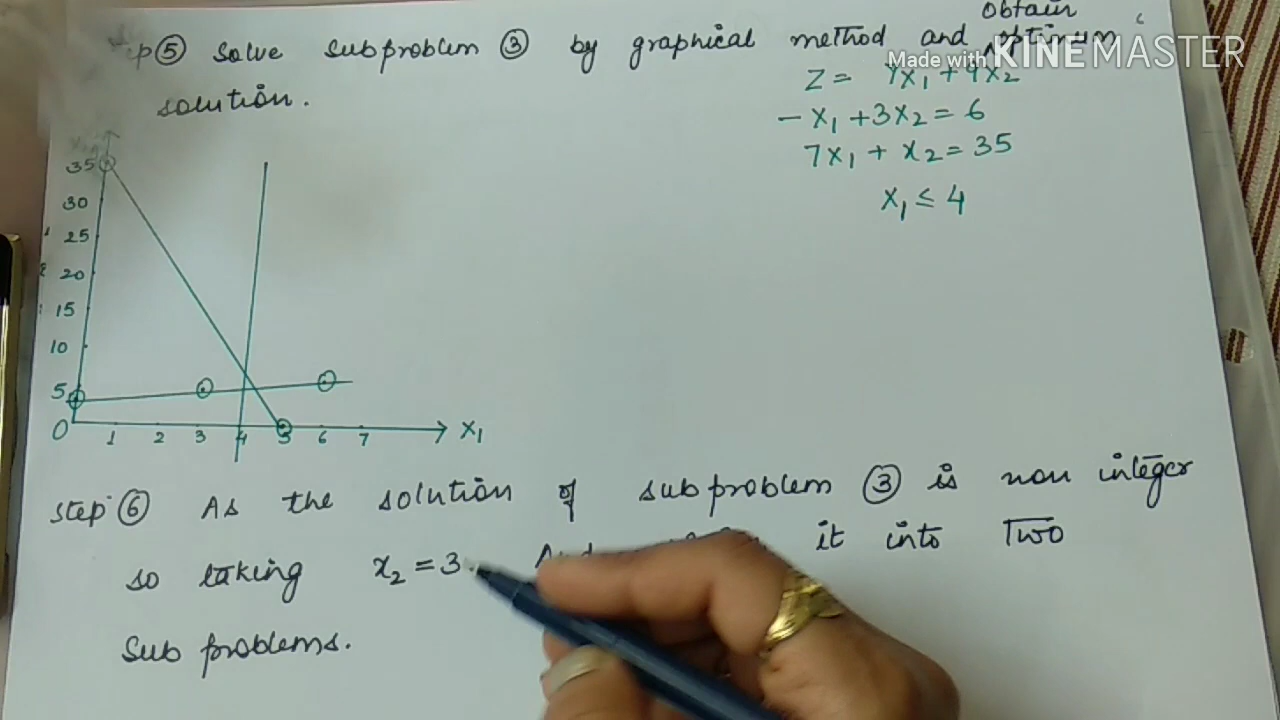 ⑤ Solve subproblem ③ by graphical method and optimum
obtain
solution.
Made with KINEMASTER
Z = 7x₁ + 9x₂
-x₁ + 3x₂ = 6
7x₁ + x₂ = 35
x₁ ≤ 4
35
30
25
20
15
10
5
0
1 2 3 4 5 6 7 x₁
step ⑥ As the solution of subproblem ③ is non integer
so taking x₂ = 3. it into Two
Sub problems.